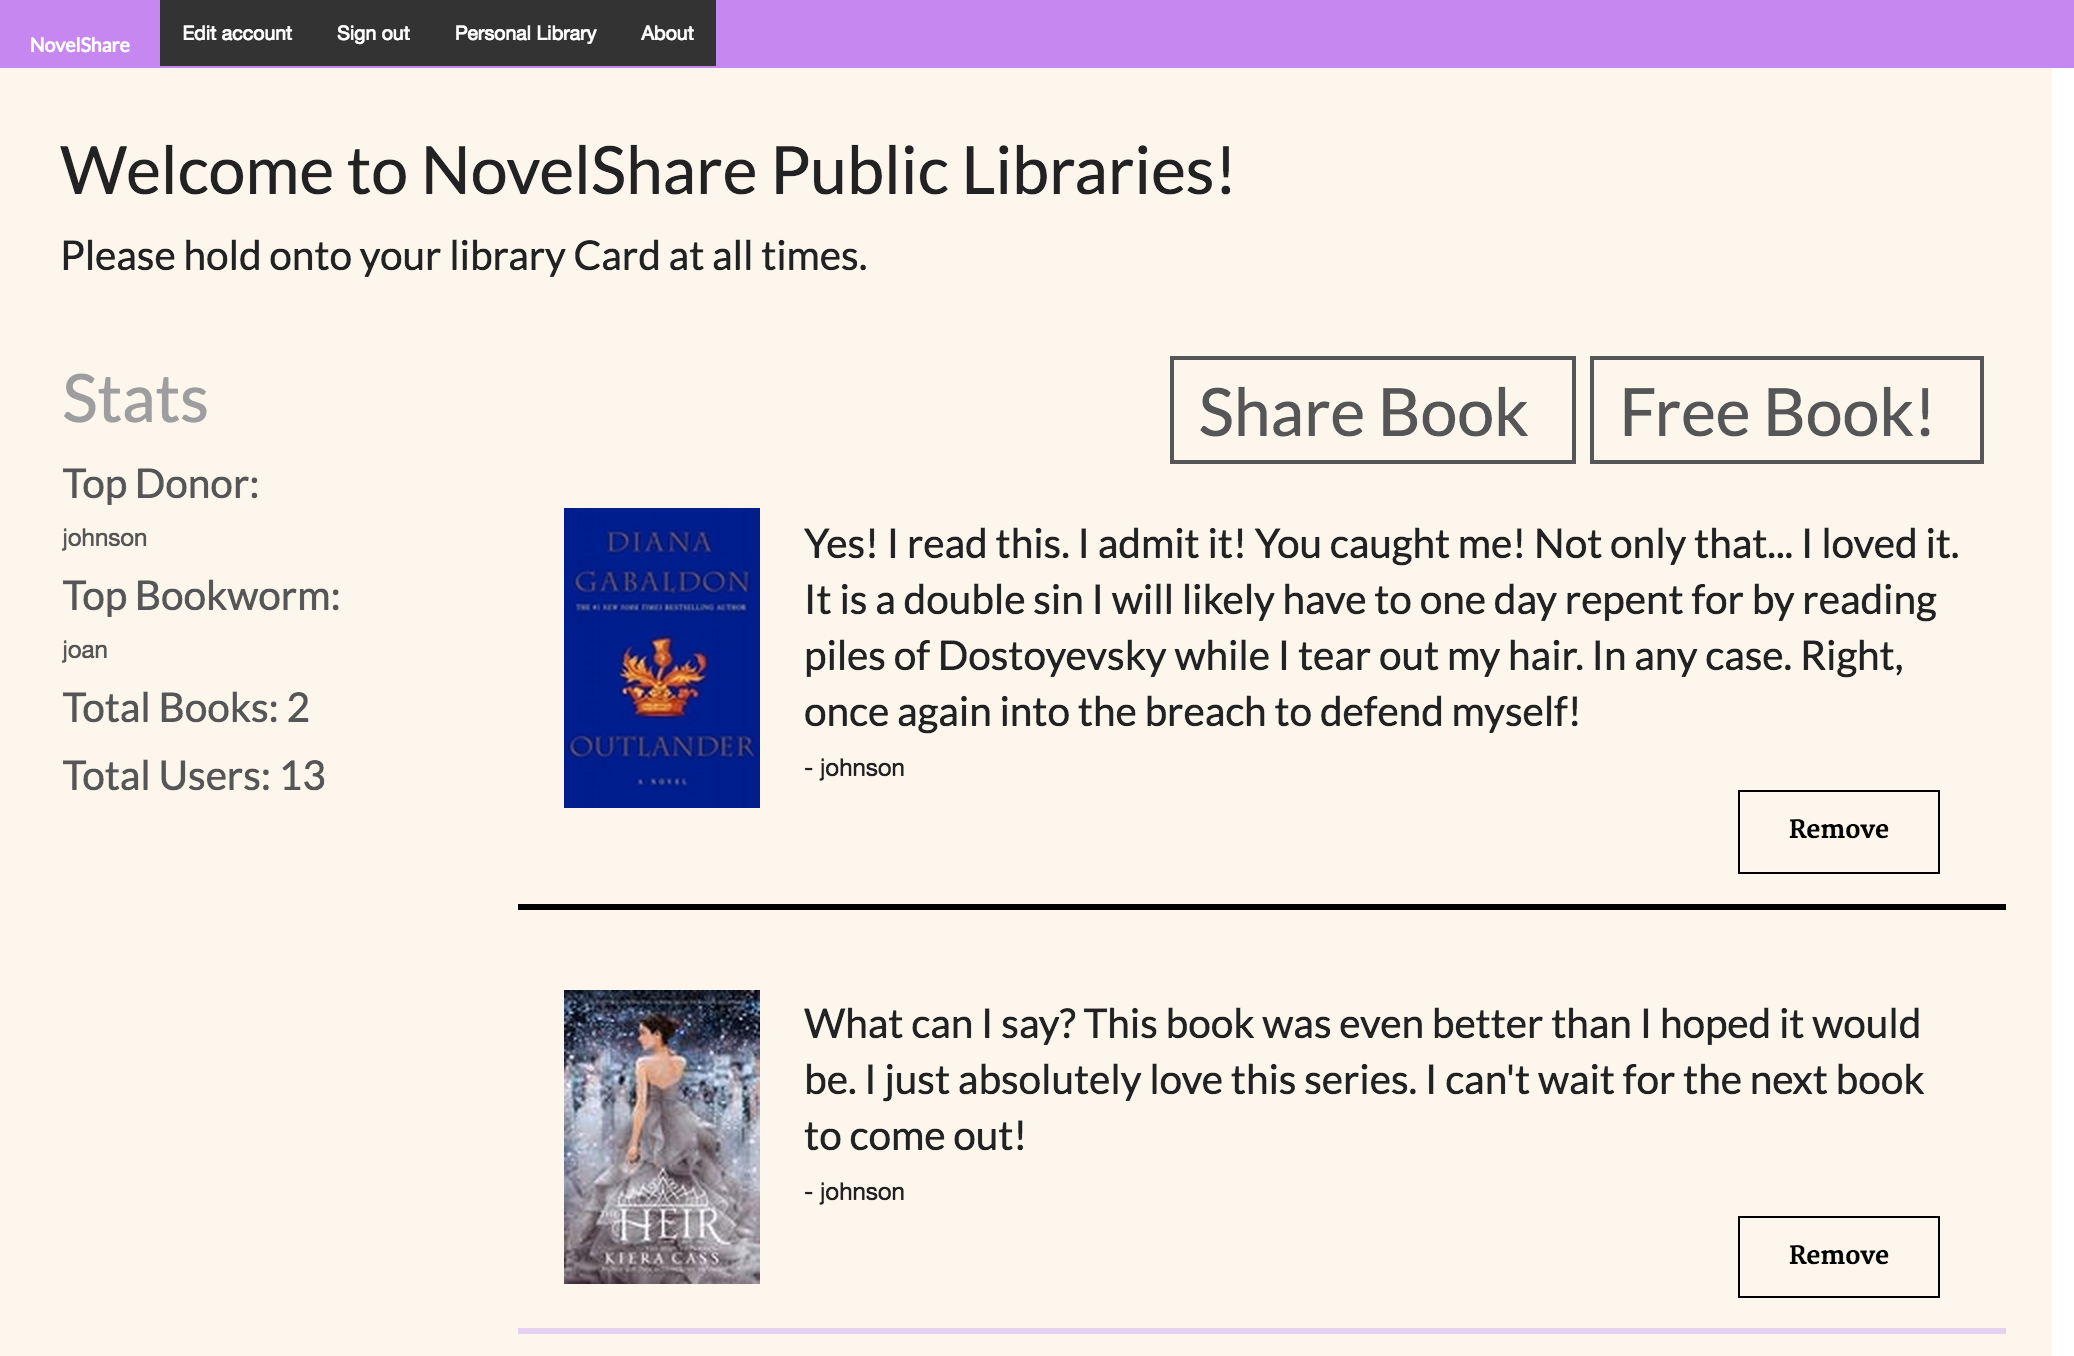 NovelShare
Edit account
Sign out
Personal Library
About
Welcome to NovelShare Public Libraries!
Please hold onto your library Card at all times.
Stats
Top Donor:
johnson
Top Bookworm:
joan
Total Books: 2
Total Users: 13
Share Book
Free Book!
DIANA
GABALDON
THE #1 NEW YORK TIMES BESTSELLING AUTHOR
OUTLANDER
A NOVEL
Yes! I read this. I admit it! You caught me! Not only that... I loved it.
It is a double sin I will likely have to one day repent for by reading
piles of Dostoyevsky while I tear out my hair. In any case. Right,
once again into the breach to defend myself!
- johnson
Remove
THE
HEIR
KIERA CASS
What can I say? This book was even better than I hoped it would
be. I just absolutely love this series. I can't wait for the next book
to come out!
- johnson
Remove